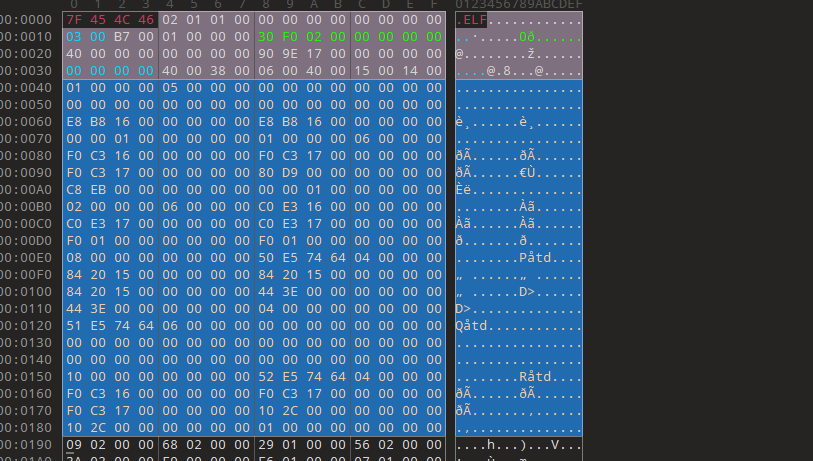 0 1 2 3 4 5 6 7 8 9 A B C D E F 0123456789ABCDEF
00:0000 7F 45 4C 46 02 01 01 00 00 00 00 00 00 00 00 00 .ELF............
00:0010 03 00 B7 00 01 00 00 00 30 F0 02 00 00 00 00 00 ..·.....0ð......
00:0020 40 00 00 00 00 00 00 00 90 9E 17 00 00 00 00 00 @........ž......
00:0030 00 00 00 00 40 00 38 00 06 00 40 00 15 00 14 00 ....@.8...@.....
00:0040 01 00 00 00 05 00 00 00 00 00 00 00 00 00 00 00 ................
00:0050 00 00 00 00 00 00 00 00 00 00 00 00 00 00 00 00 ................
00:0060 E8 B8 16 00 00 00 00 00 E8 B8 16 00 00 00 00 00 è¸......è¸......
00:0070 00 00 01 00 00 00 00 00 01 00 00 00 06 00 00 00 ................
00:0080 F0 C3 16 00 00 00 00 00 F0 C3 17 00 00 00 00 00 ðÃ......ðÃ......
00:0090 F0 C3 17 00 00 00 00 00 80 D9 00 00 00 00 00 00 ðÃ......€Ù......
00:00A0 C8 EB 00 00 00 00 00 00 00 00 01 00 00 00 00 00 Èë..............
00:00B0 02 00 00 00 06 00 00 00 C0 E3 16 00 00 00 00 00 ........Àã......
00:00C0 C0 E3 17 00 00 00 00 00 C0 E3 17 00 00 00 00 00 Àã......Àã......
00:00D0 F0 01 00 00 00 00 00 00 F0 01 00 00 00 00 00 00 ð.......ð.......
00:00E0 08 00 00 00 00 00 00 00 50 E5 74 64 04 00 00 00 ........Påtd....
00:00F0 84 20 15 00 00 00 00 00 84 20 15 00 00 00 00 00 „ ......„ ......
00:0100 84 20 15 00 00 00 00 00 44 3E 00 00 00 00 00 00 „ ......D>......
00:0110 44 3E 00 00 00 00 00 00 04 00 00 00 00 00 00 00 D>..............
00:0120 51 E5 74 64 06 00 00 00 00 00 00 00 00 00 00 00 Qåtd............
00:0130 00 00 00 00 00 00 00 00 00 00 00 00 00 00 00 00 ................
00:0140 00 00 00 00 00 00 00 00 00 00 00 00 00 00 00 00 ................
00:0150 10 00 00 00 00 00 00 00 52 E5 74 64 04 00 00 00 ........Råtd....
00:0160 F0 C3 16 00 00 00 00 00 F0 C3 17 00 00 00 00 00 ðÃ......ðÃ......
00:0170 F0 C3 17 00 00 00 00 00 10 2C 00 00 00 00 00 00 ðÃ.......,......
00:0180 10 2C 00 00 00 00 00 00 01 00 00 00 00 00 00 00 .,..............
00:0190 09 02 00 00 68 02 00 00 29 01 00 00 56 02 00 00 ....h...)...V...